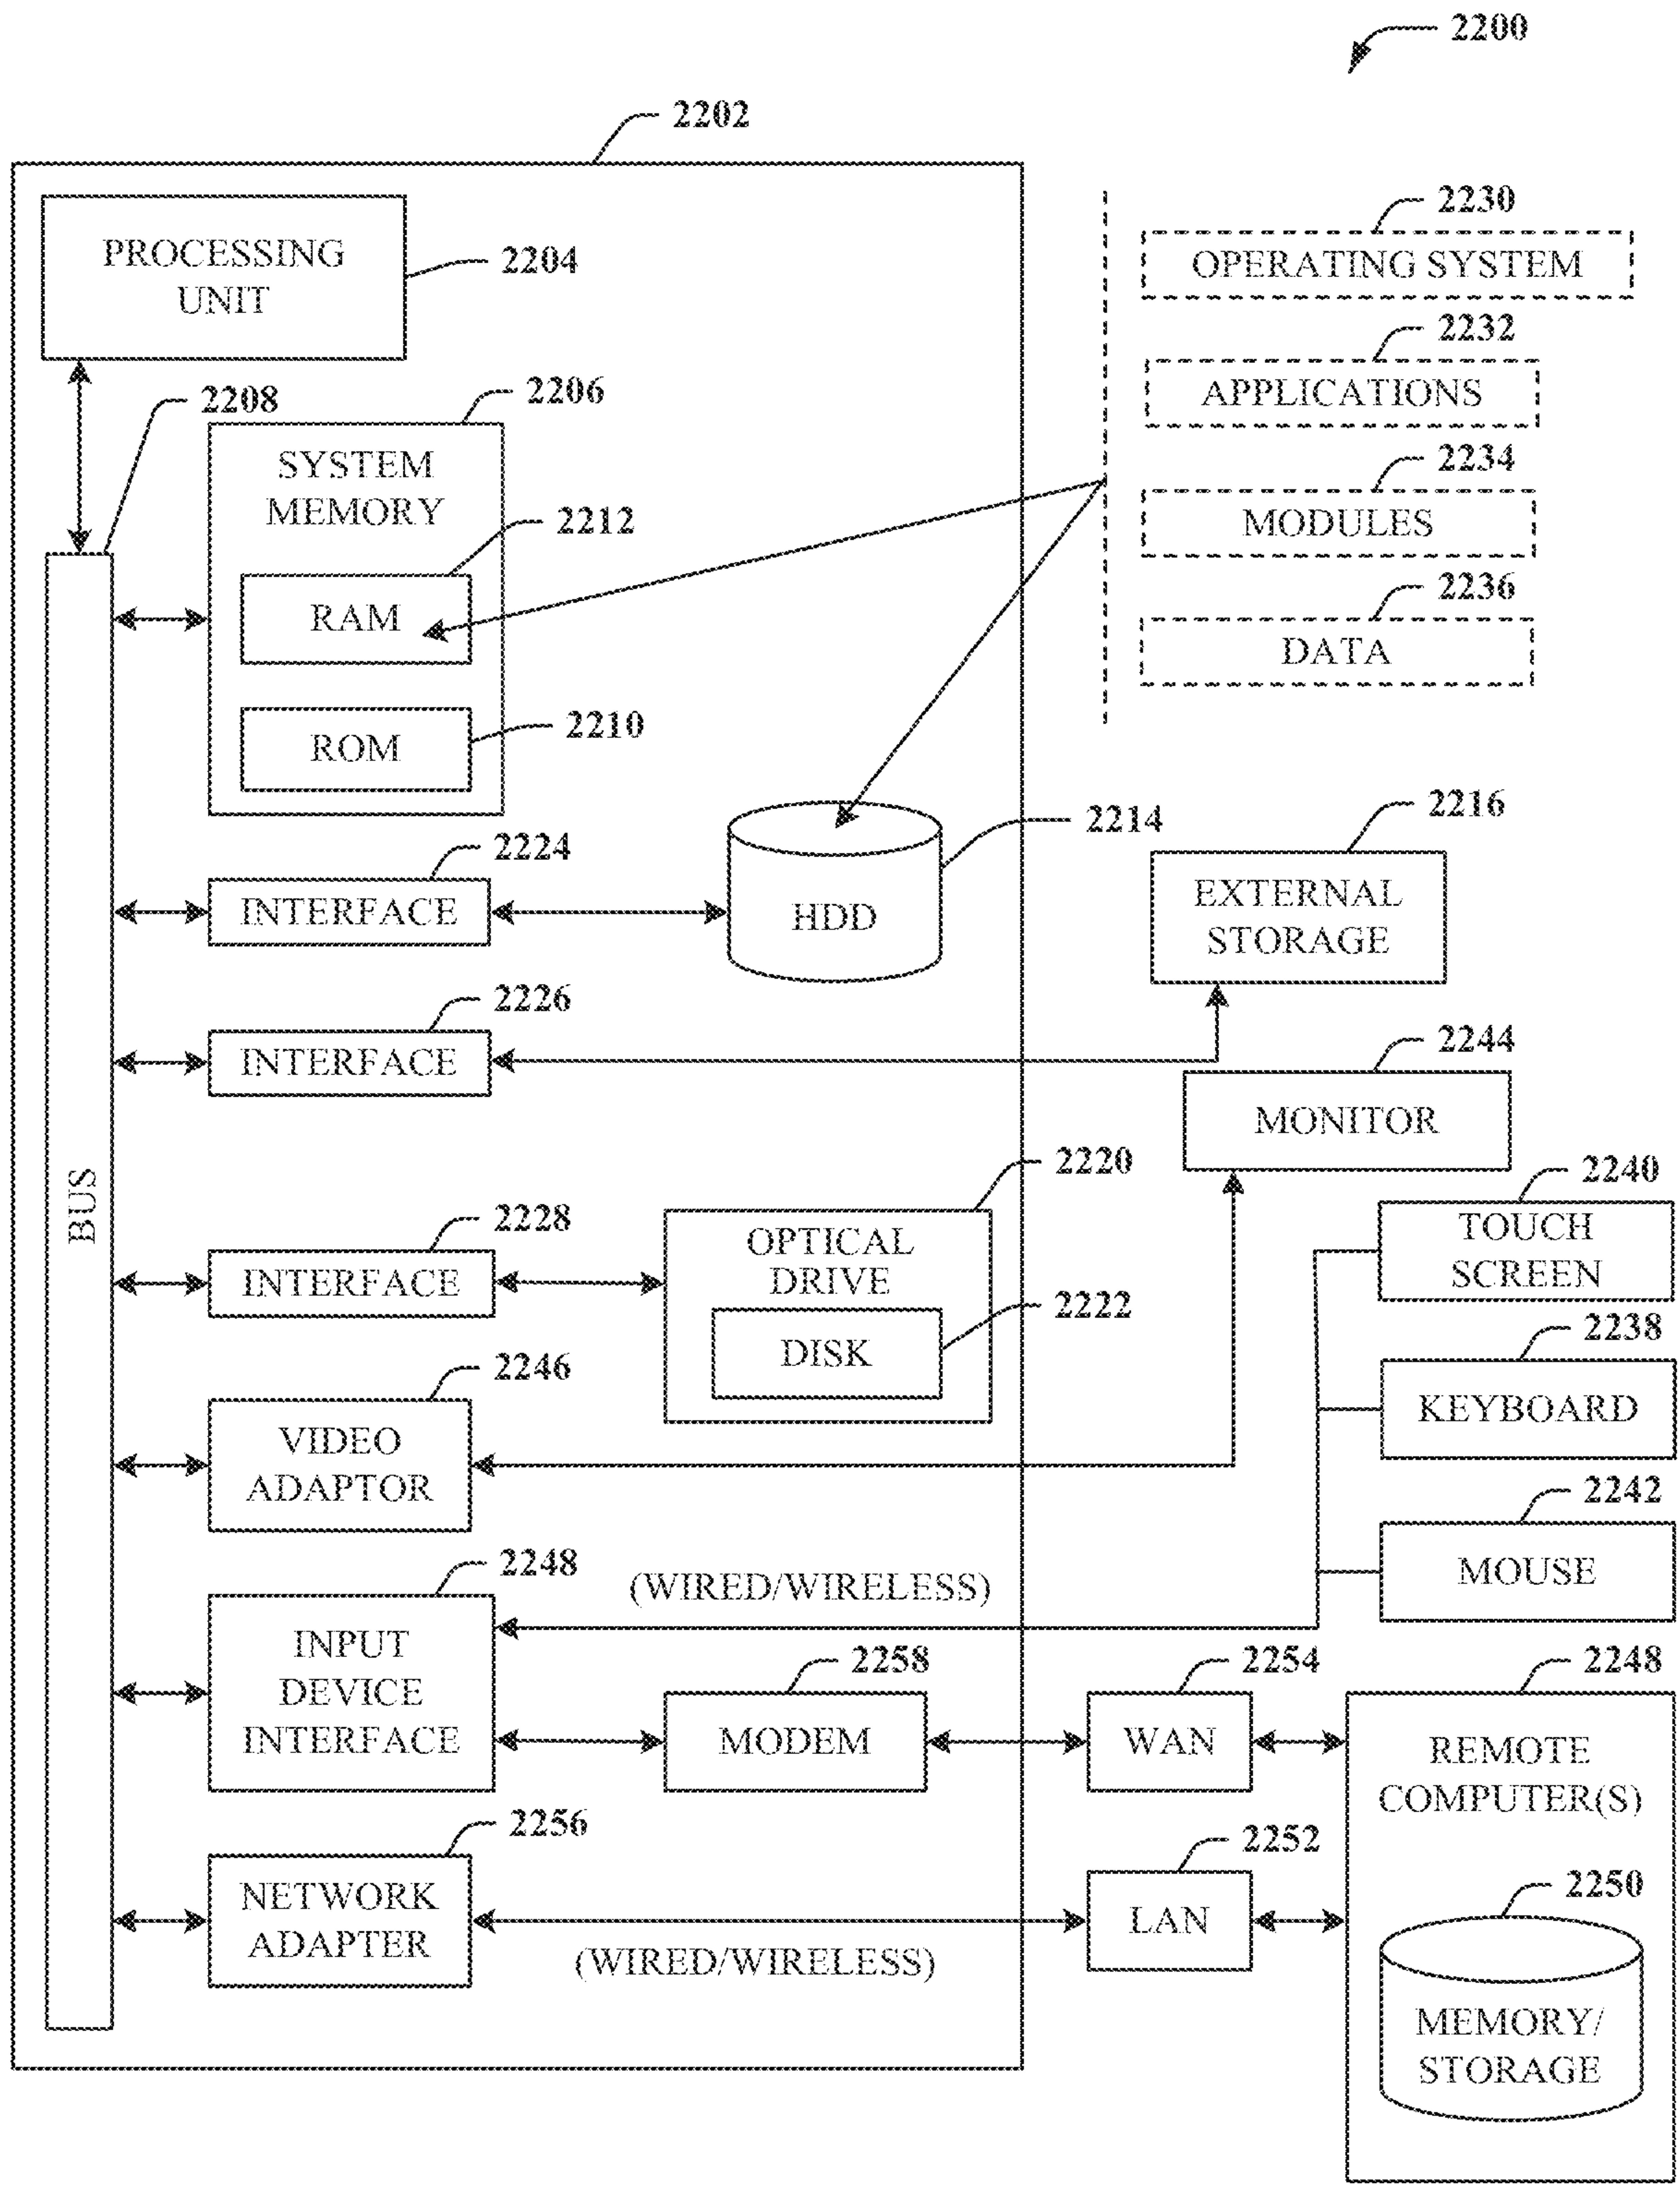 2200
2202
PROCESSING
UNIT
2204
2230
OPERATING SYSTEM
2232
APPLICATIONS
2234
MODULES
2236
DATA
2208
2206
SYSTEM
MEMORY
2212
RAM
2210
ROM
2224
INTERFACE
2214
HDD
2216
EXTERNAL
STORAGE
2226
INTERFACE
2244
MONITOR
BUS
2228
INTERFACE
2220
OPTICAL
DRIVE
2222
DISK
2240
TOUCH
SCREEN
2238
KEYBOARD
2242
MOUSE
2246
VIDEO
ADAPTOR
2248
INPUT
DEVICE
INTERFACE
(WIRED/WIRELESS)
2258
MODEM
2254
WAN
2248
REMOTE
COMPUTER(S)
2256
NETWORK
ADAPTER
(WIRED/WIRELESS)
2252
LAN
2250
MEMORY/
STORAGE